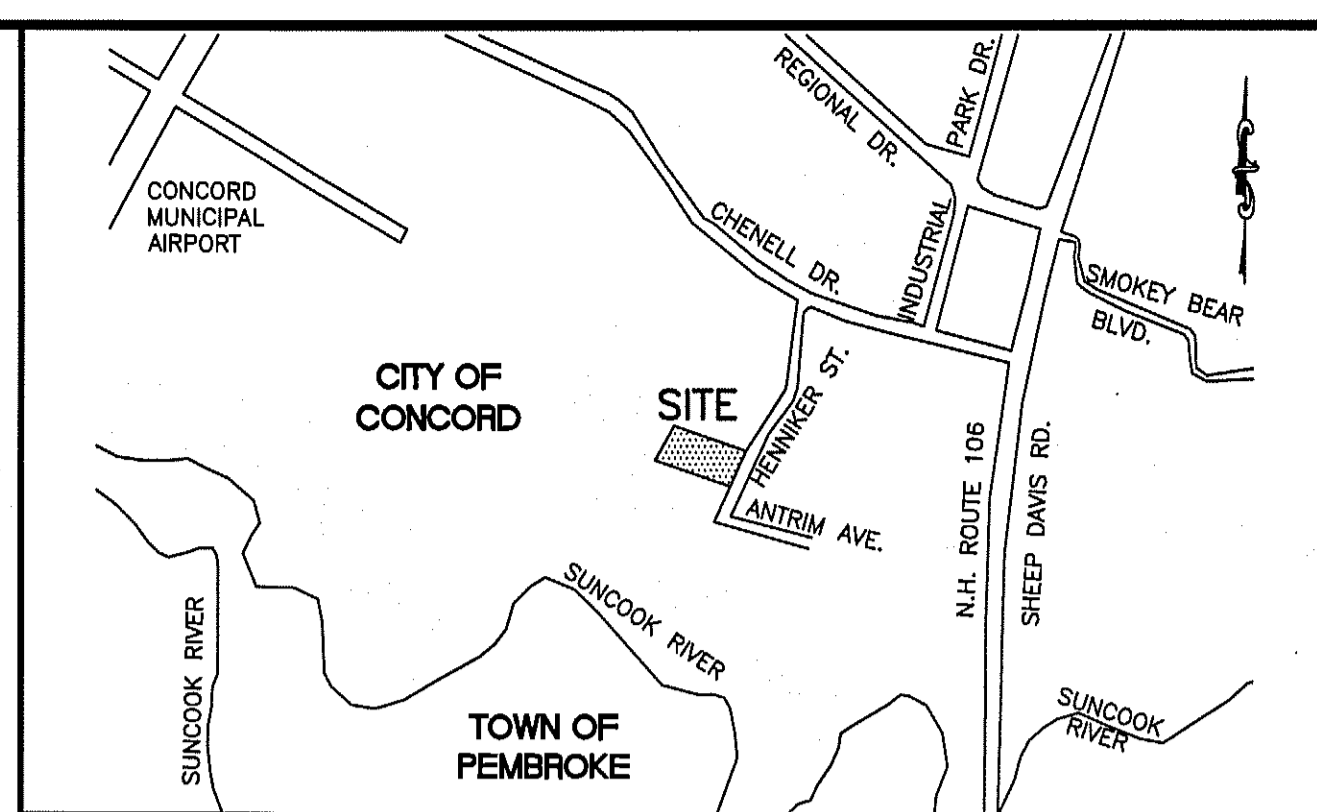 REGIONAL DR.
PARK DR.
CONCORD
MUNICIPAL
AIRPORT
CHENELL DR.
INDUSTRIAL
SMOKEY BEAR
BLVD.
CITY OF
CONCORD
SITE
HENNIKER ST.
ANTRIM AVE.
N.H. ROUTE 106
SHEEP DAVIS RD.
SUNCOOK RIVER
SUNCOOK RIVER
TOWN OF
PEMBROKE
SUNCOOK
RIVER